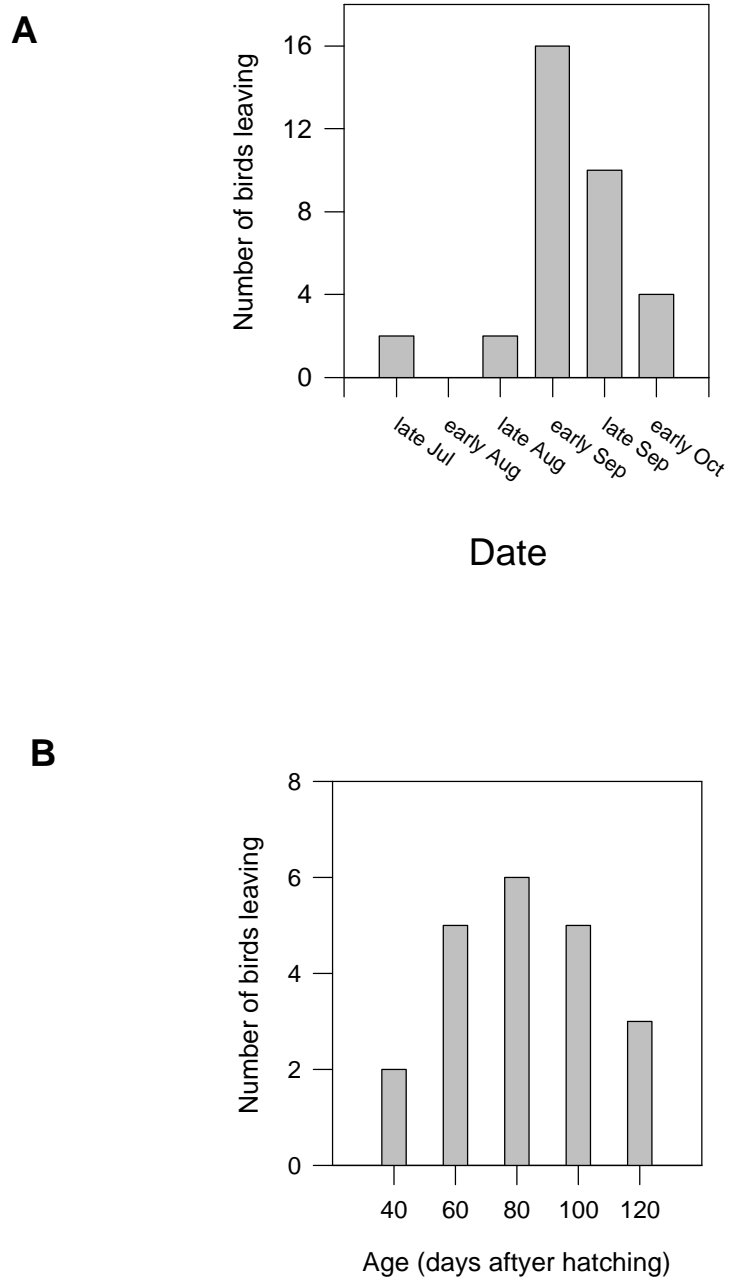 A
Number of birds leaving
16
12
8
4
0
late Jul
early Aug
late Aug
early Sep
late Sep
early Oct
Date
B
Number of birds leaving
8
6
4
2
0
40 60 80 100 120
Age (days aftyer hatching)